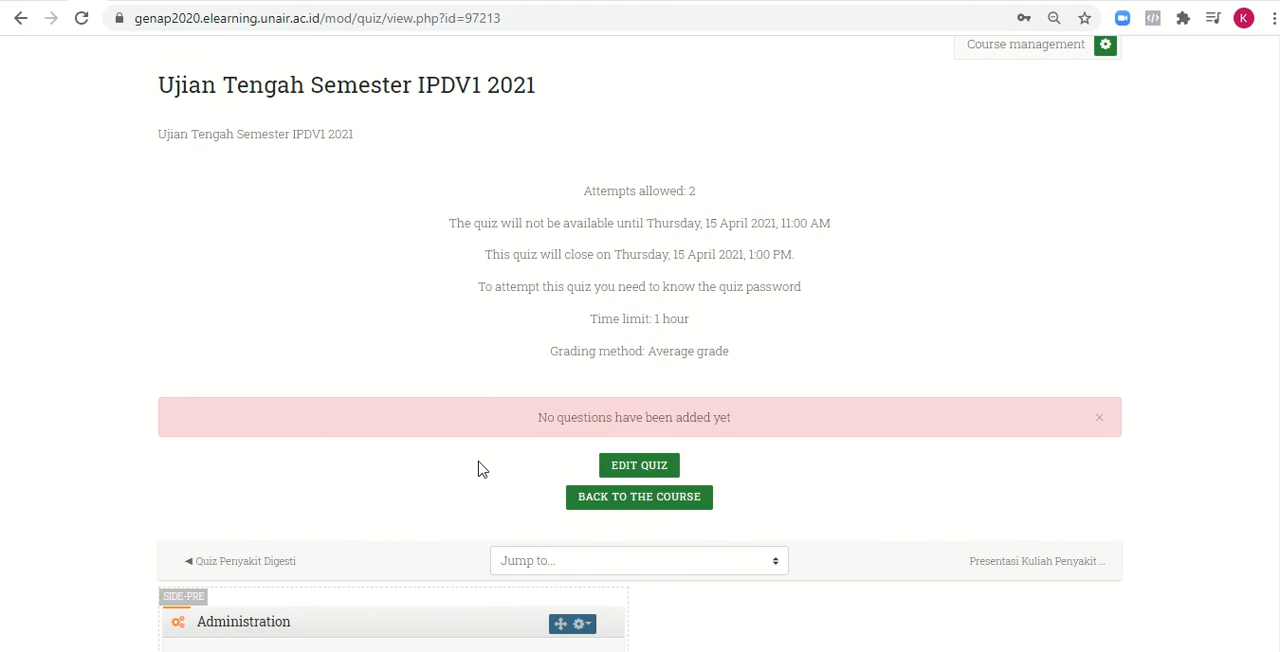 genap2020.elearning.unair.ac.id/mod/quiz/view.php?id=97213
K
Course management
Ujian Tengah Semester IPDV1 2021
Ujian Tengah Semester IPDV1 2021
Attempts allowed: 2
The quiz will not be available until Thursday, 15 April 2021, 11:00 AM
This quiz will close on Thursday, 15 April 2021, 1:00 PM.
To attempt this quiz you need to know the quiz password
Time limit: 1 hour
Grading method: Average grade
No questions have been added yet
EDIT QUIZ
BACK TO THE COURSE
◀ Quiz Penyakit Digesti
Jump to...
Presentasi Kuliah Penyakit ...
SIDE-PRE
Administration